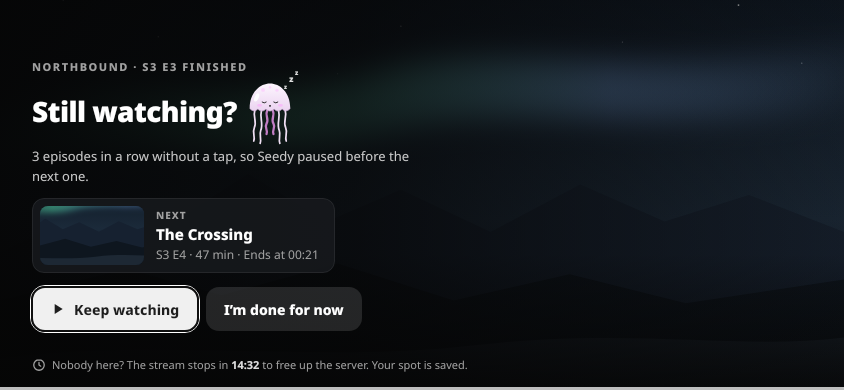 NORTHBOUND · S3 E3 FINISHED
Still watching?
z z z
3 episodes in a row without a tap, so Seedy paused before the
next one.
NEXT
The Crossing
S3 E4 · 47 min · Ends at 00:21
Keep watching
I'm done for now
Nobody here? The stream stops in 14:32 to free up the server. Your spot is saved.